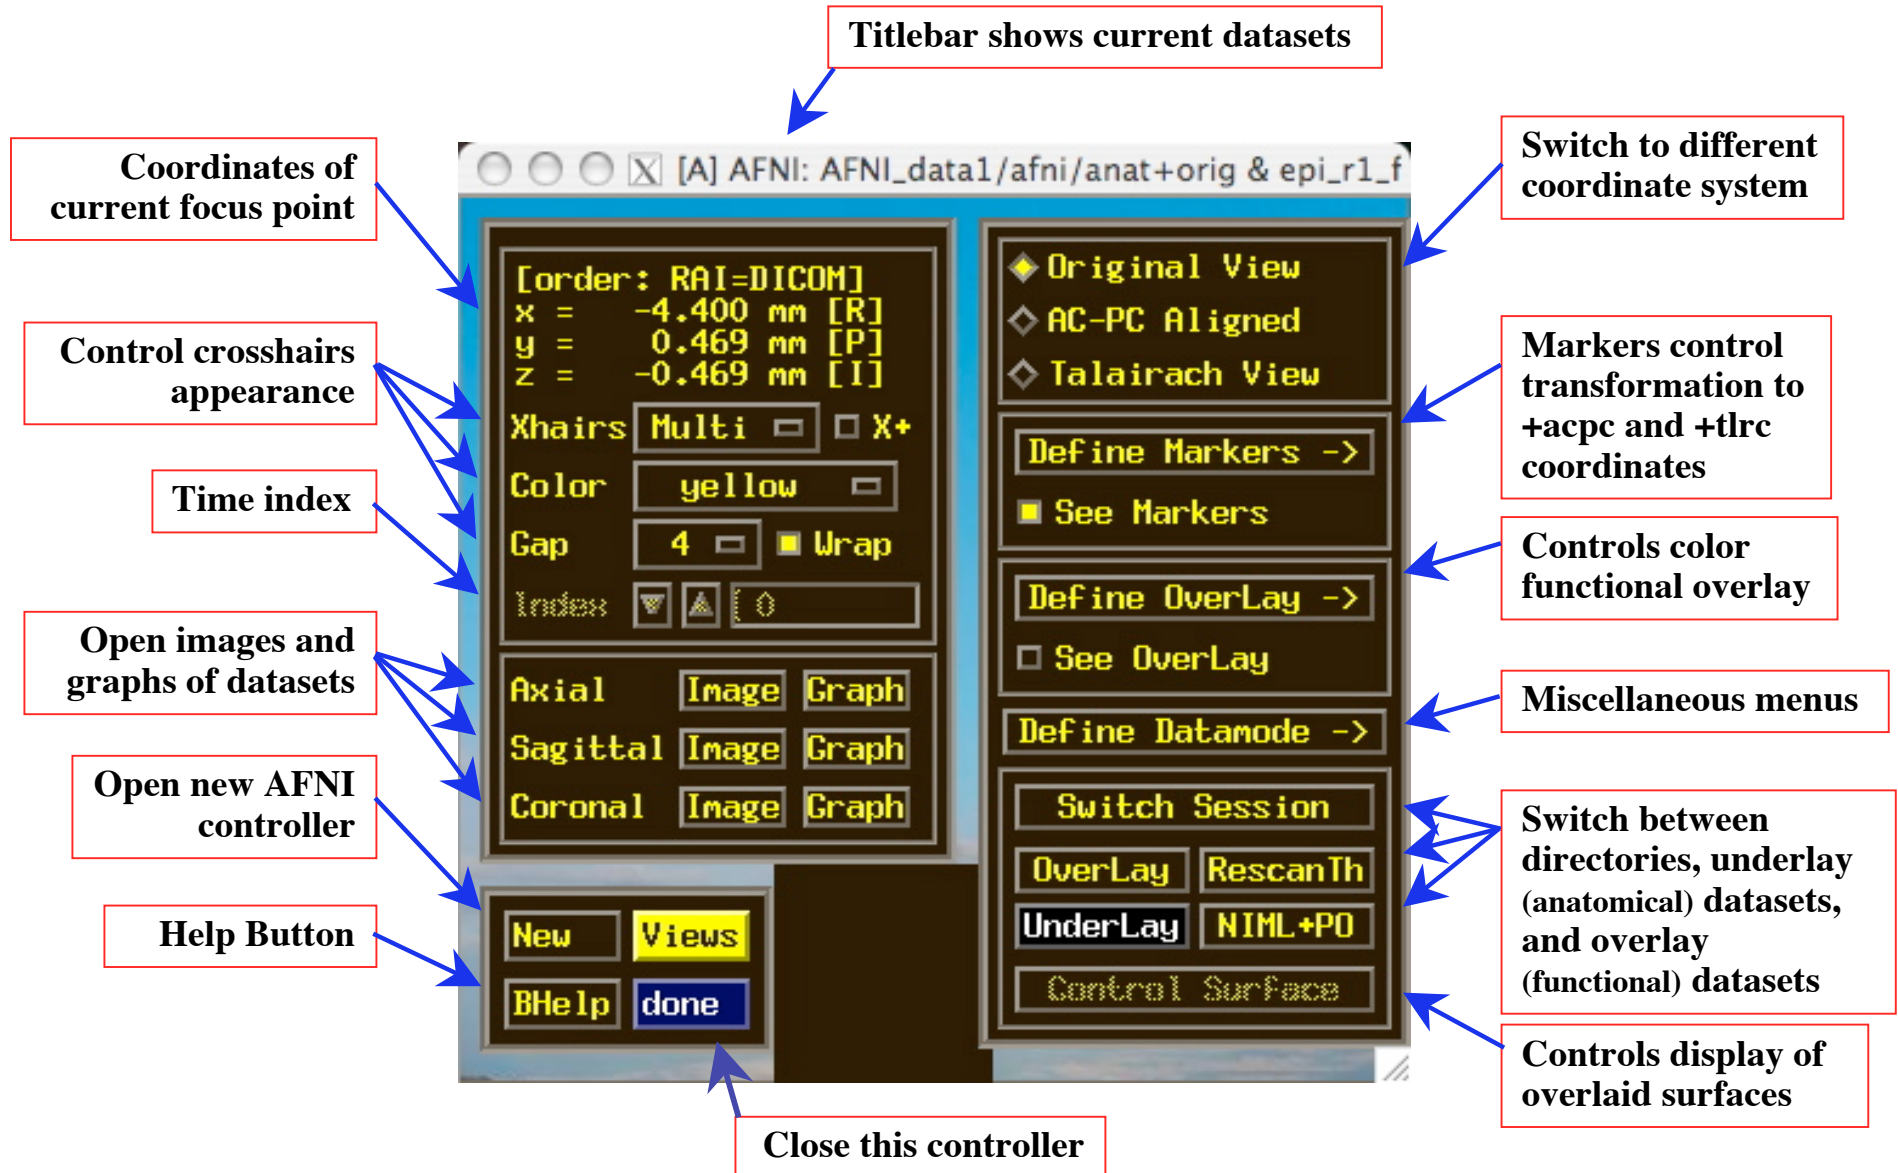 Titlebar shows current datasets
Coordinates of
current focus point
Control crosshairs
appearance
Time index
Open images and
graphs of datasets
Open new AFNI
controller
Help Button
[A] AFNI: AFNI_data1/afni/anat+orig & epi_r1_f
[order: RAI=DICOM]
x = -4.400 mm [R]
y = 0.469 mm [P]
z = -0.469 mm [I]
Xhairs Multi X+
Color yellow
Gap 4 Wrap
Index 0
Axial Image Graph
Sagittal Image Graph
Coronal Image Graph
New Views
BHelp done
Original View
AC-PC Aligned
Talairach View
Define Markers ->
See Markers
Define OverLay ->
See OverLay
Define Datamode ->
Switch Session
OverLay RescanTh
UnderLay NIML+PO
Control Surface
Switch to different
coordinate system
Markers control
transformation to
+acpc and +tlrc
coordinates
Controls color
functional overlay
Miscellaneous menus
Switch between
directories, underlay
(anatomical) datasets,
and overlay
(functional) datasets
Controls display of
overlaid surfaces
Close this controller